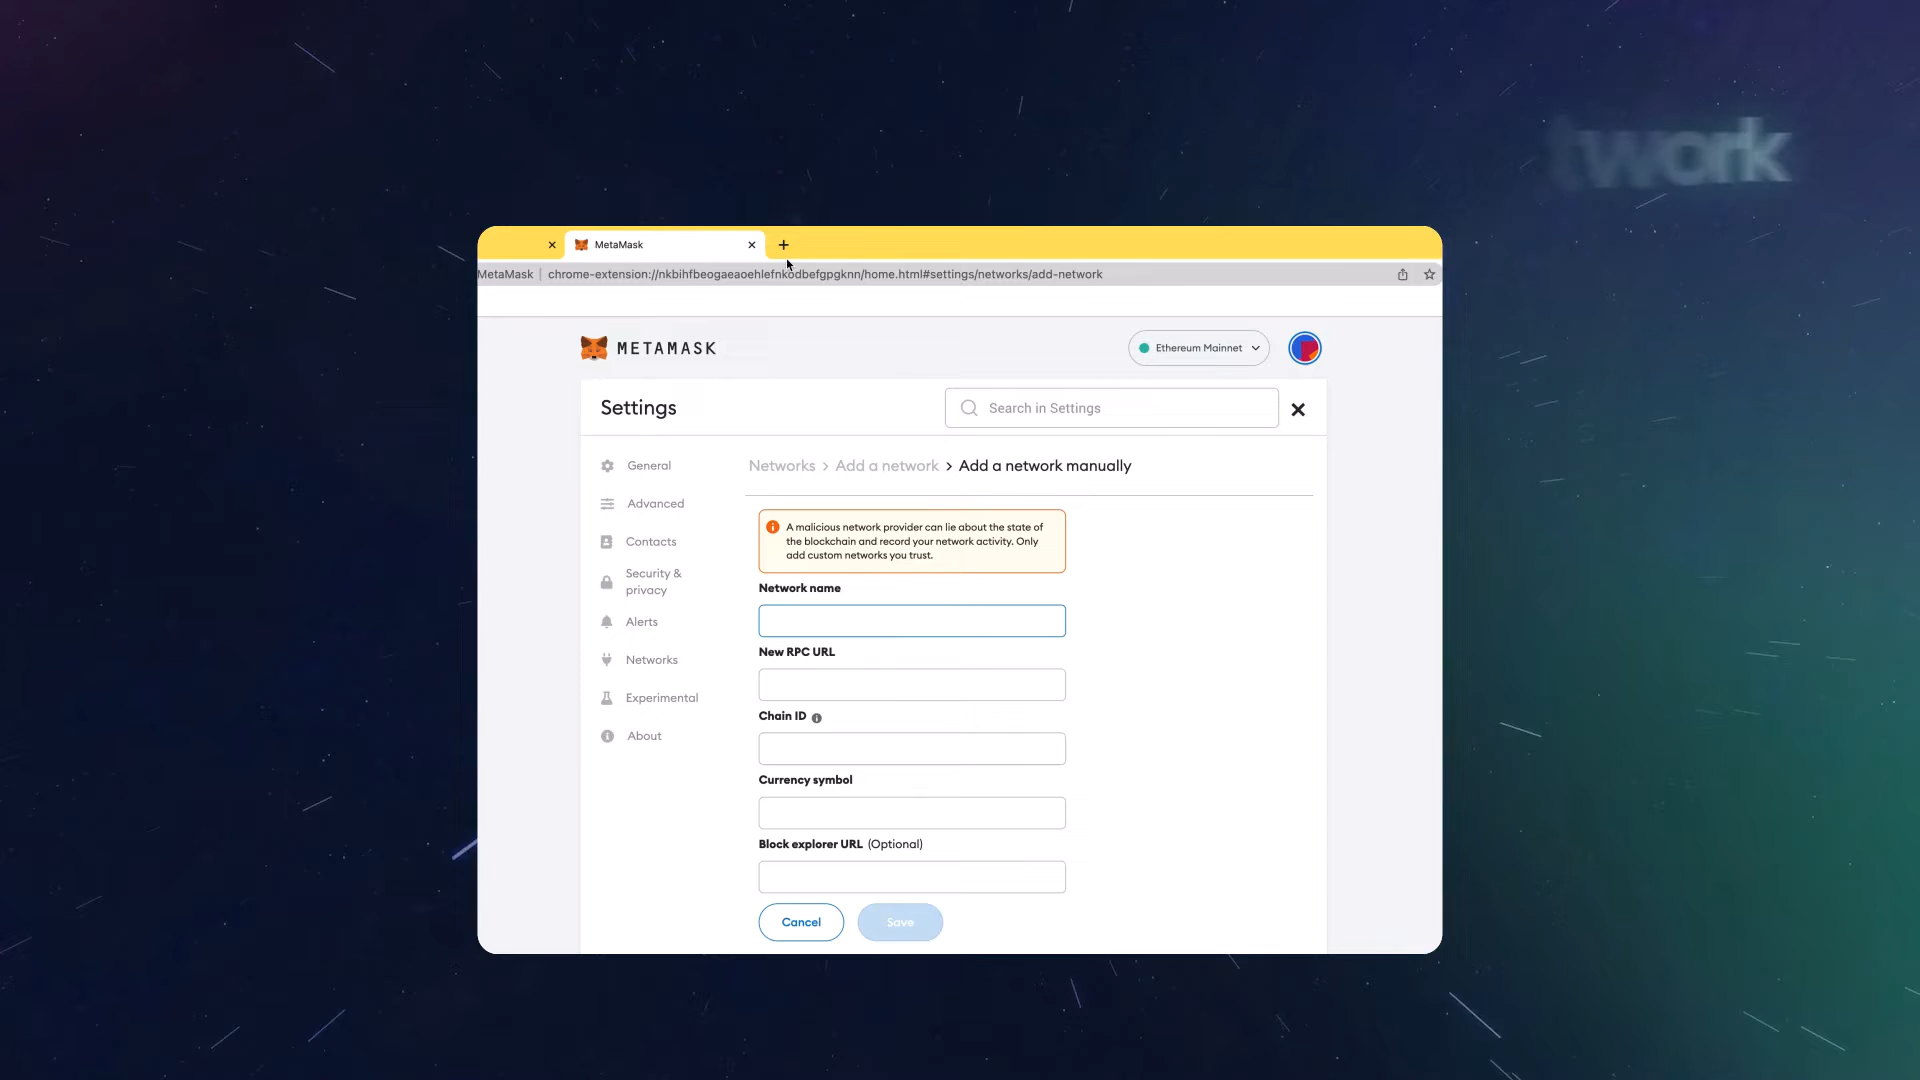 MetaMask
MetaMask | chrome-extension://nkbihfbeogaeaoehlefnkodbefgpgknn/home.html#settings/networks/add-network
METAMASK
Ethereum Mainnet
Settings
Search in Settings
General
Advanced
Contacts
Security &
privacy
Alerts
Networks
Experimental
About
Networks > Add a network > Add a network manually
A malicious network provider can lie about the state of
the blockchain and record your network activity. Only
add custom networks you trust.
Network name
New RPC URL
Chain ID
Currency symbol
Block explorer URL (Optional)
Cancel
Save